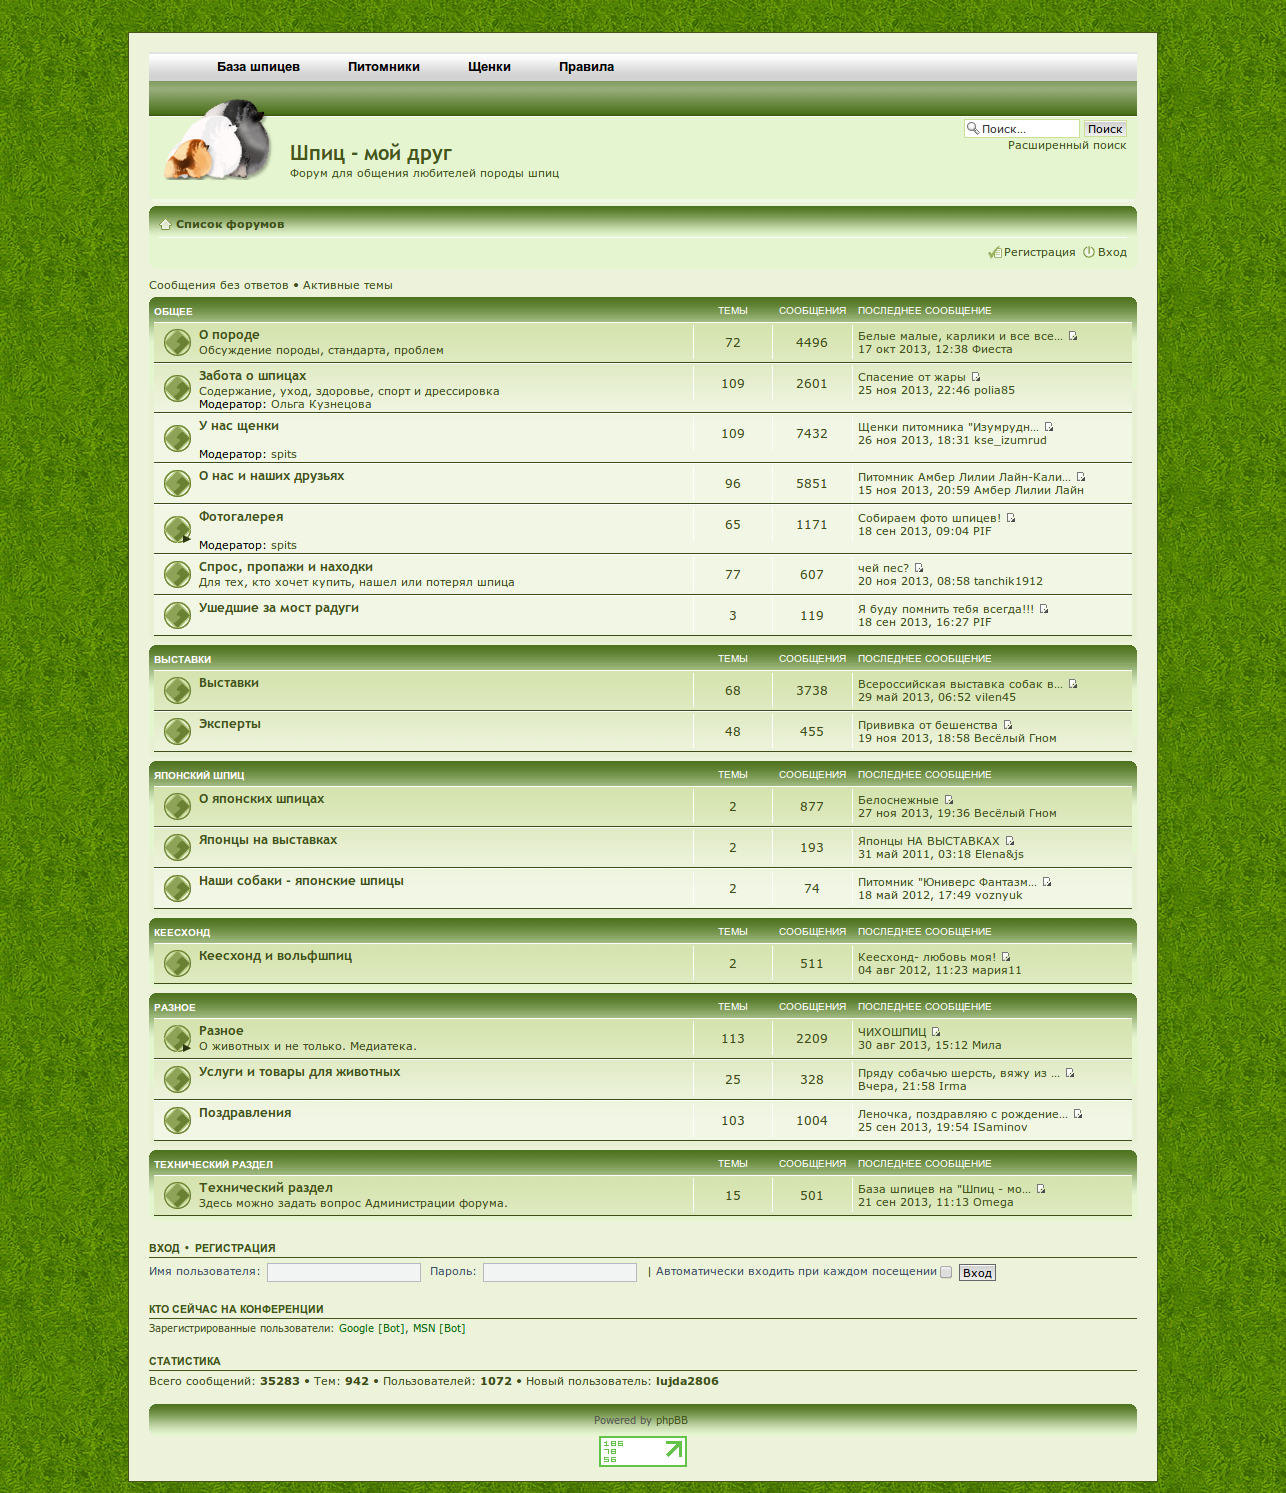 База шпицев Питомники Щенки Правила
Поиск... Поиск
Расширенный поиск
Шпиц - мой друг
Форум для общения любителей породы шпиц
Список форумов
Регистрация Вход
Сообщения без ответов • Активные темы
ОБЩЕЕ ТЕМЫ СООБЩЕНИЯ ПОСЛЕДНЕЕ СООБЩЕНИЕ
О породе
Обсуждение породы, стандарта, проблем
72 4496
Белые малые, карлики и все все...
17 окт 2013, 12:38 Фиеста
Забота о шпицах
Содержание, уход, здоровье, спорт и дрессировка
Модератор: Ольга Кузнецова
109 2601
Спасение от жары
25 ноя 2013, 22:46 polia85
У нас щенки
Модератор: spits
109 7432
Щенки питомника "Изумрудн...
26 ноя 2013, 18:31 kse_izumrud
О нас и наших друзьях
96 5851
Питомник Амбер Лилии Лайн-Кали...
15 ноя 2013, 20:59 Амбер Лилии Лайн
Фотогалерея
Модератор: spits
65 1171
Собираем фото шпицев!
18 сен 2013, 09:04 PIF
Спрос, пропажи и находки
Для тех, кто хочет купить, нашел или потерял шпица
77 607
чей пес?
20 ноя 2013, 08:58 tanchik1912
Ушедшие за мост радуги
3 119
Я буду помнить тебя всегда!!!
18 сен 2013, 16:27 PIF
ВЫСТАВКИ ТЕМЫ СООБЩЕНИЯ ПОСЛЕДНЕЕ СООБЩЕНИЕ
Выставки
68 3738
Всероссийская выставка собак в...
29 май 2013, 06:52 vilen45
Эксперты
48 455
Прививка от бешенства
19 ноя 2013, 18:58 Весёлый Гном
ЯПОНСКИЙ ШПИЦ ТЕМЫ СООБЩЕНИЯ ПОСЛЕДНЕЕ СООБЩЕНИЕ
О японских шпицах
2 877
Белоснежные
27 ноя 2013, 19:36 Весёлый Гном
Японцы на выставках
2 193
Японцы НА ВЫСТАВКАХ
31 май 2011, 03:18 Elena&js
Наши собаки - японские шпицы
2 74
Питомник "Юниверс Фантазм...
18 май 2012, 17:49 voznyuk
КЕЕСХОНД ТЕМЫ СООБЩЕНИЯ ПОСЛЕДНЕЕ СООБЩЕНИЕ
Кеесхонд и вольфшпиц
2 511
Кеесхонд- любовь моя!
04 авг 2012, 11:23 мария11
РАЗНОЕ ТЕМЫ СООБЩЕНИЯ ПОСЛЕДНЕЕ СООБЩЕНИЕ
Разное
О животных и не только. Медиатека.
113 2209
ЧИХОШПИЦ
30 авг 2013, 15:12 Мила
Услуги и товары для животных
25 328
Пряду собачью шерсть, вяжу из ...
Вчера, 21:58 Irma
Поздравления
103 1004
Леночка, поздравляю с рождение...
25 сен 2013, 19:54 ISaminov
ТЕХНИЧЕСКИЙ РАЗДЕЛ ТЕМЫ СООБЩЕНИЯ ПОСЛЕДНЕЕ СООБЩЕНИЕ
Технический раздел
Здесь можно задать вопрос Администрации форума.
15 501
База шпицев на "Шпиц - мо...
21 сен 2013, 11:13 Omega
ВХОД • РЕГИСТРАЦИЯ
Имя пользователя: Пароль: | Автоматически входить при каждом посещении Вход
КТО СЕЙЧАС НА КОНФЕРЕНЦИИ
Зарегистрированные пользователи: Google [Bot], MSN [Bot]
СТАТИСТИКА
Всего сообщений: 35283 • Тем: 942 • Пользователей: 1072 • Новый пользователь: lujda2806
Powered by phpBB
186
78
56